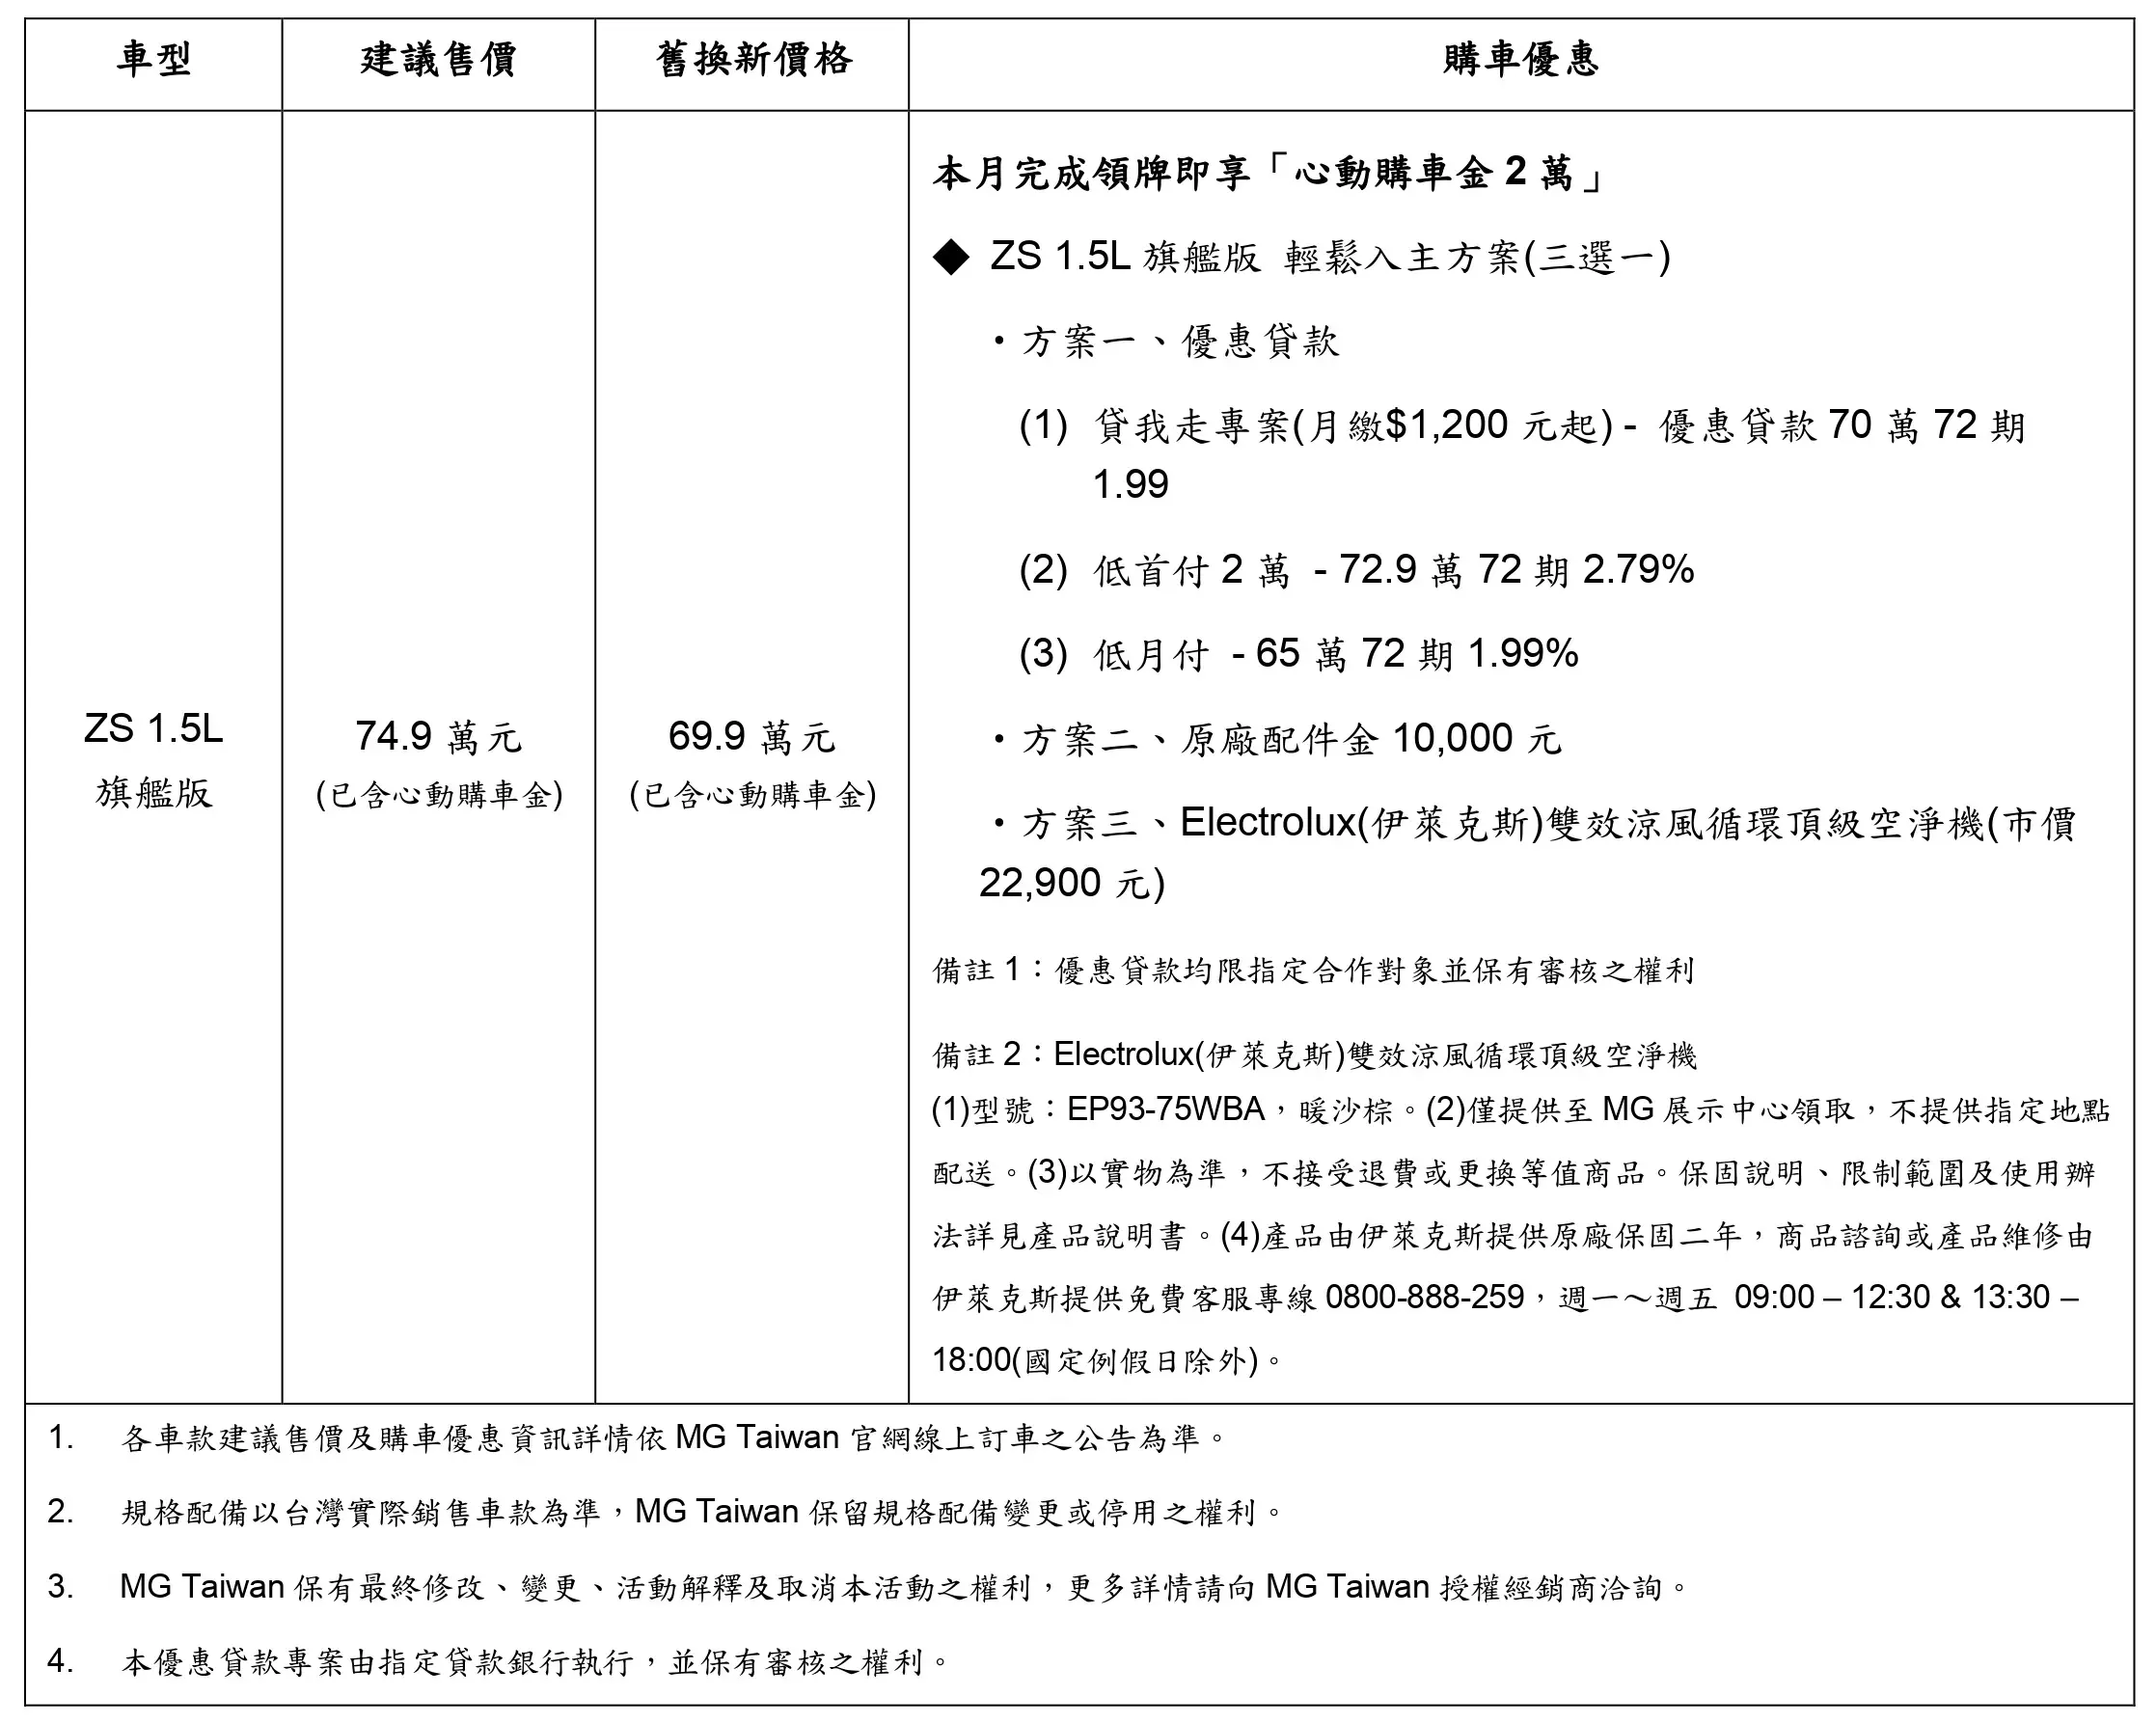 車型
建議售價
舊換新價格
購車優惠
ZS 1.5L
旗艦版
74.9 萬元
(已含心動購車金)
69.9 萬元
(已含心動購車金)
本月完成領牌即享「心動購車金 2 萬」
◆ ZS 1.5L 旗艦版 輕鬆入主方案(三選一)
・方案一、優惠貸款
(1) 貸我走專案(月繳$1,200 元起) - 優惠貸款 70 萬 72 期
1.99
(2) 低首付 2 萬 - 72.9 萬 72 期 2.79%
(3) 低月付 - 65 萬 72 期 1.99%
・方案二、原廠配件金 10,000 元
・方案三、Electrolux(伊萊克斯)雙效涼風循環頂級空淨機(市價
22,900 元)
備註 1：優惠貸款均限指定合作對象並保有審核之權利
備註 2：Electrolux(伊萊克斯)雙效涼風循環頂級空淨機
(1)型號：EP93-75WBA，暖沙棕。(2)僅提供至 MG 展示中心領取，不提供指定地點
配送。(3)以實物為準，不接受退費或更換等值商品。保固說明、限制範圍及使用辦
法詳見產品說明書。(4)產品由伊萊克斯提供原廠保固二年，商品諮詢或產品維修由
伊萊克斯提供免費客服專線 0800-888-259，週一～週五 09:00 – 12:30 & 13:30 –
18:00(國定例假日除外)。
1. 各車款建議售價及購車優惠資訊詳情依 MG Taiwan 官網線上訂車之公告為準。
2. 規格配備以台灣實際銷售車款為準，MG Taiwan 保留規格配備變更或停用之權利。
3. MG Taiwan 保有最終修改、變更、活動解釋及取消本活動之權利，更多詳情請向 MG Taiwan 授權經銷商洽詢。
4. 本優惠貸款專案由指定貸款銀行執行，並保有審核之權利。